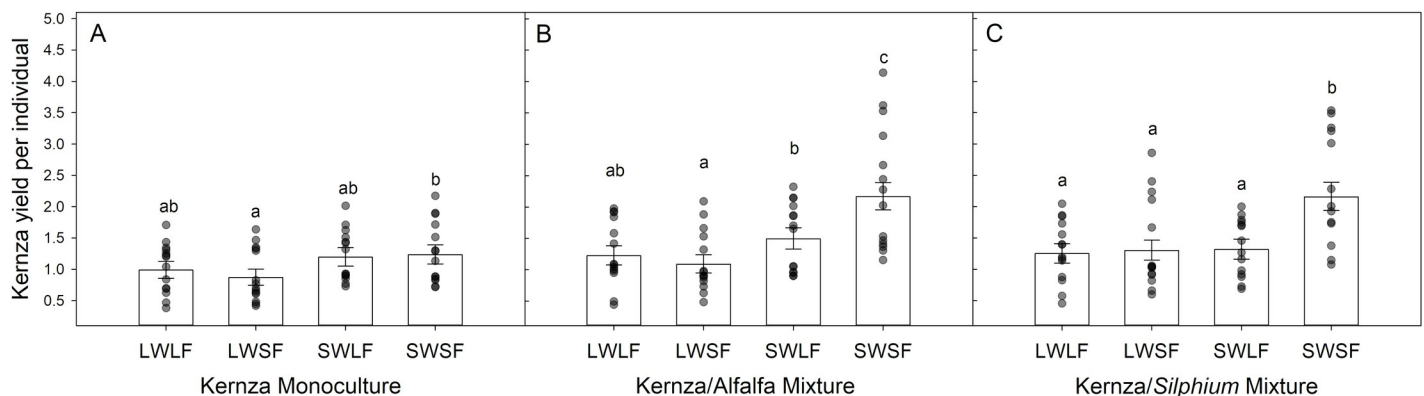 A
B
C
Kernza yield per individual
5.0
4.5
4.0
3.5
3.0
2.5
2.0
1.5
1.0
0.5
ab
a
ab
b
ab
a
b
c
a
a
a
b
LWLF LWSF SWLF SWSF
LWLF LWSF SWLF SWSF
LWLF LWSF SWLF SWSF
Kernza Monoculture
Kernza/Alfalfa Mixture
Kernza/Silphium Mixture